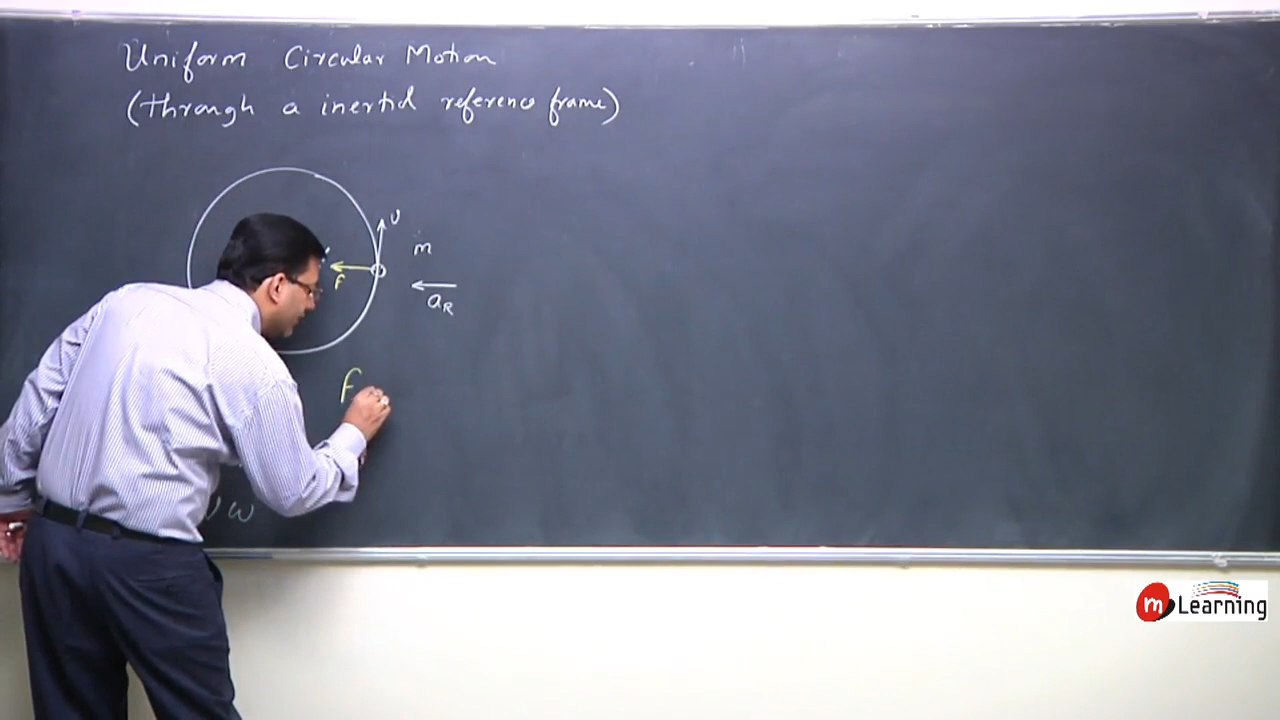 Uniform Circular Motion
(through a inertial reference frame)
v
m
F
a_R
F
ω
m Learning